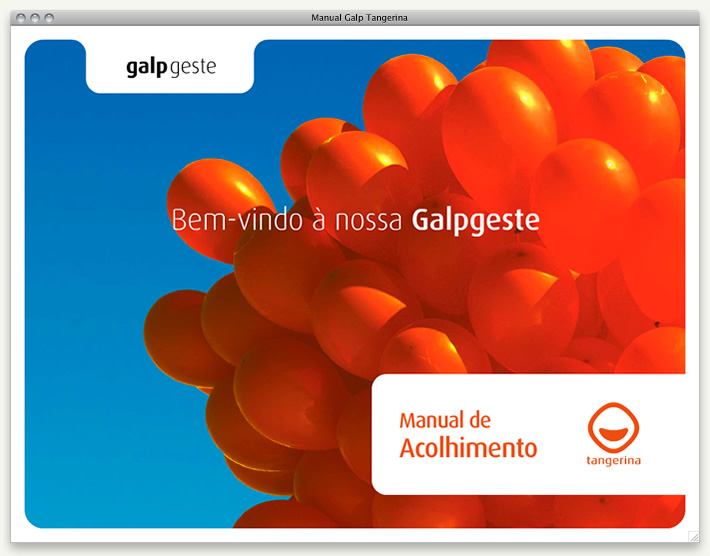 Manual Galp Tangerina
galpgeste
Bem-vindo à nossa Galpgeste
Manual de
Acolhimento
tangerina